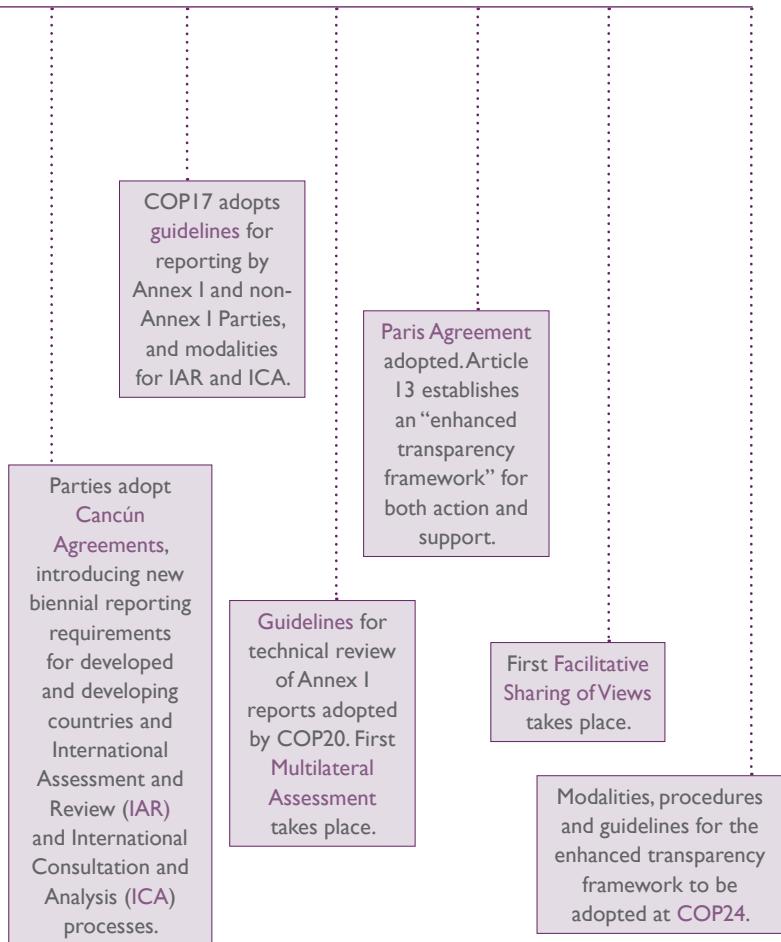 Parties adopt
Cancún
Agreements,
introducing new
biennial reporting
requirements
for developed
and developing
countries and
International
Assessment and
Review (IAR)
and International
Consultation and
Analysis (ICA)
processes.
COP17 adopts
guidelines for
reporting by
Annex I and non-
Annex I Parties,
and modalities
for IAR and ICA.
Guidelines for
technical review
of Annex I
reports adopted
by COP20. First
Multilateral
Assessment
takes place.
Paris Agreement
adopted. Article
13 establishes
an “enhanced
transparency
framework” for
both action and
support.
First Facilitative
Sharing of Views
takes place.
Modalities, procedures
and guidelines for the
enhanced transparency
framework to be
adopted at COP24.